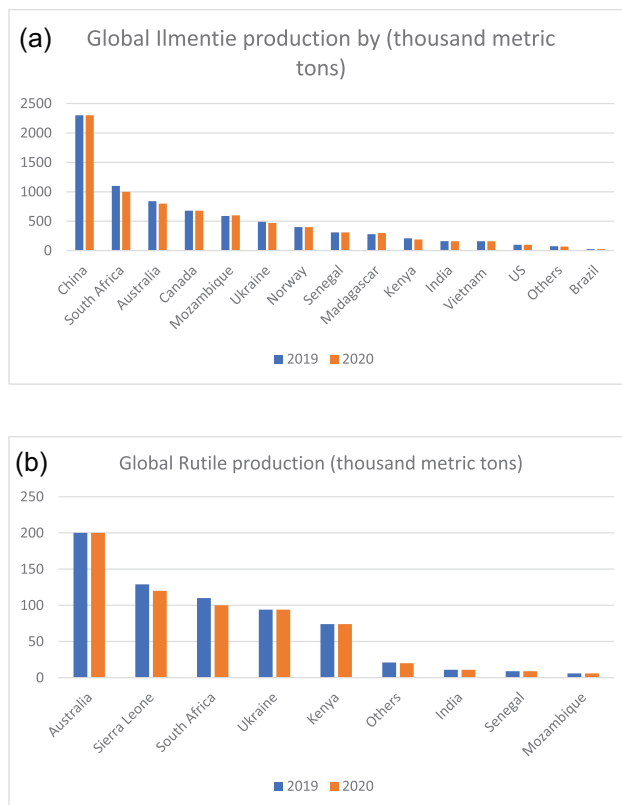 (a)
Global Ilmentie production by (thousand metric
tons)
2500
2000
1500
1000
500
0
China
South Africa
Australia
Canada
Mozambique
Ukraine
Norway
Senegal
Madagascar
Kenya
India
Vietnam
US
Others
Brazil
2019 2020
(b)
Global Rutile production (thousand metric tons)
250
200
150
100
50
0
Australia
Sierra Leone
South Africa
Ukraine
Kenya
Others
India
Senegal
Mozambique
2019 2020